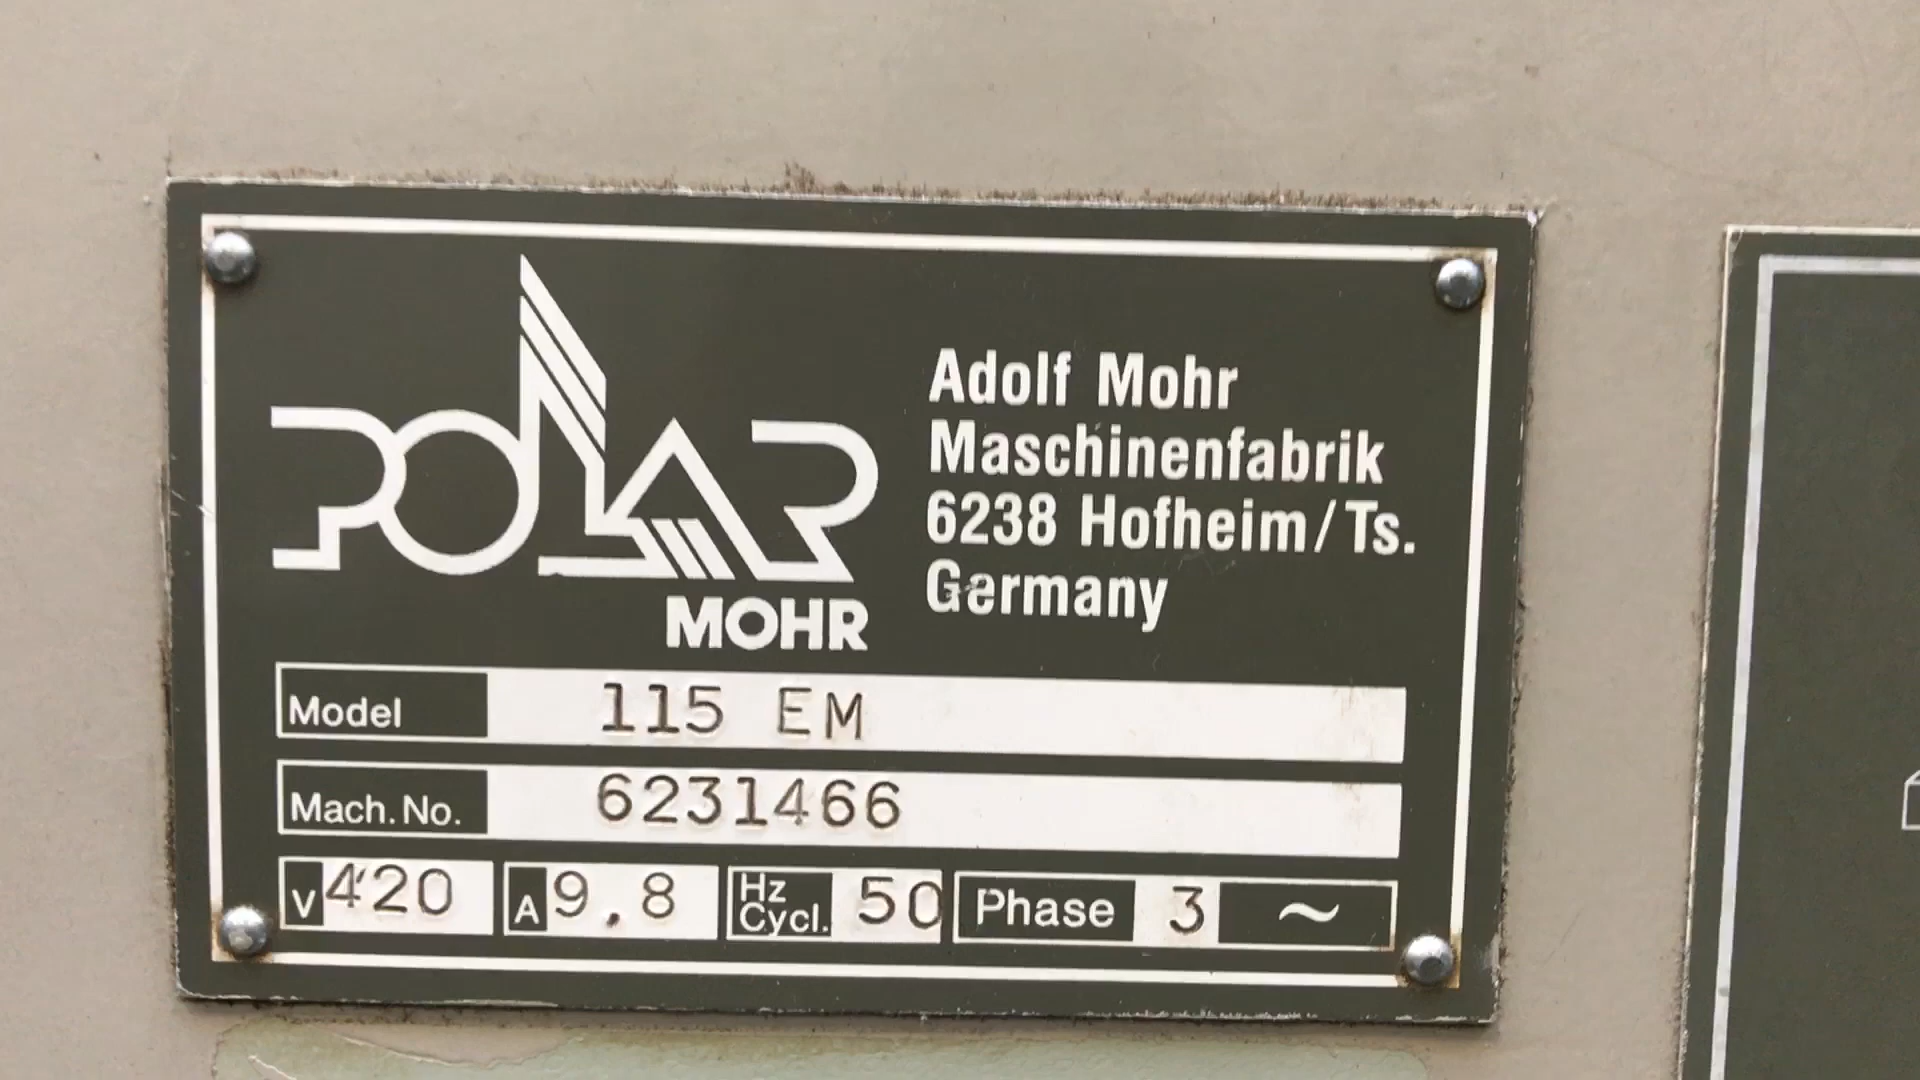 POLAR
MOHR
Adolf Mohr
Maschinenfabrik
6238 Hofheim/Ts.
Germany
Model 115 EM
Mach. No. 6231466
V 420 A 9,8 Hz Cycl. 50 Phase 3 ~